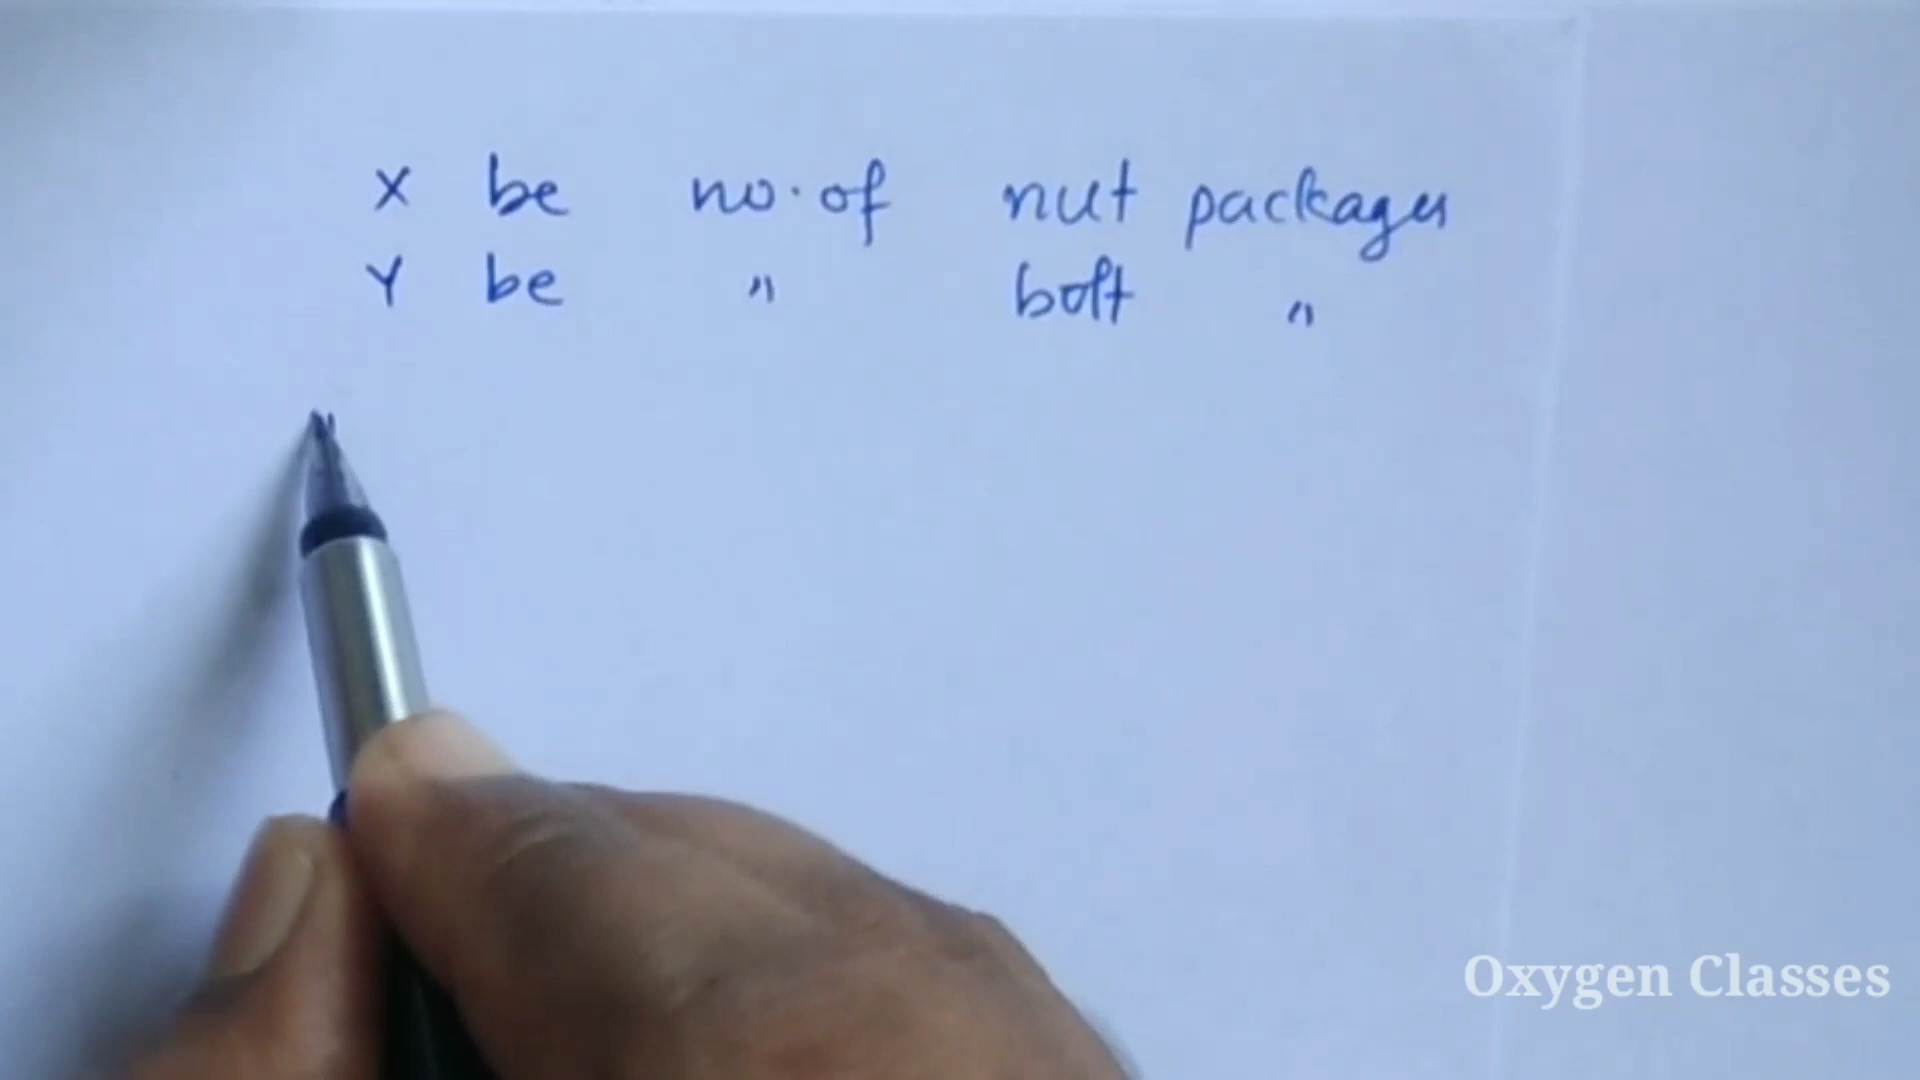 X be no. of nut packages
Y be " bolt "
Oxygen Classes